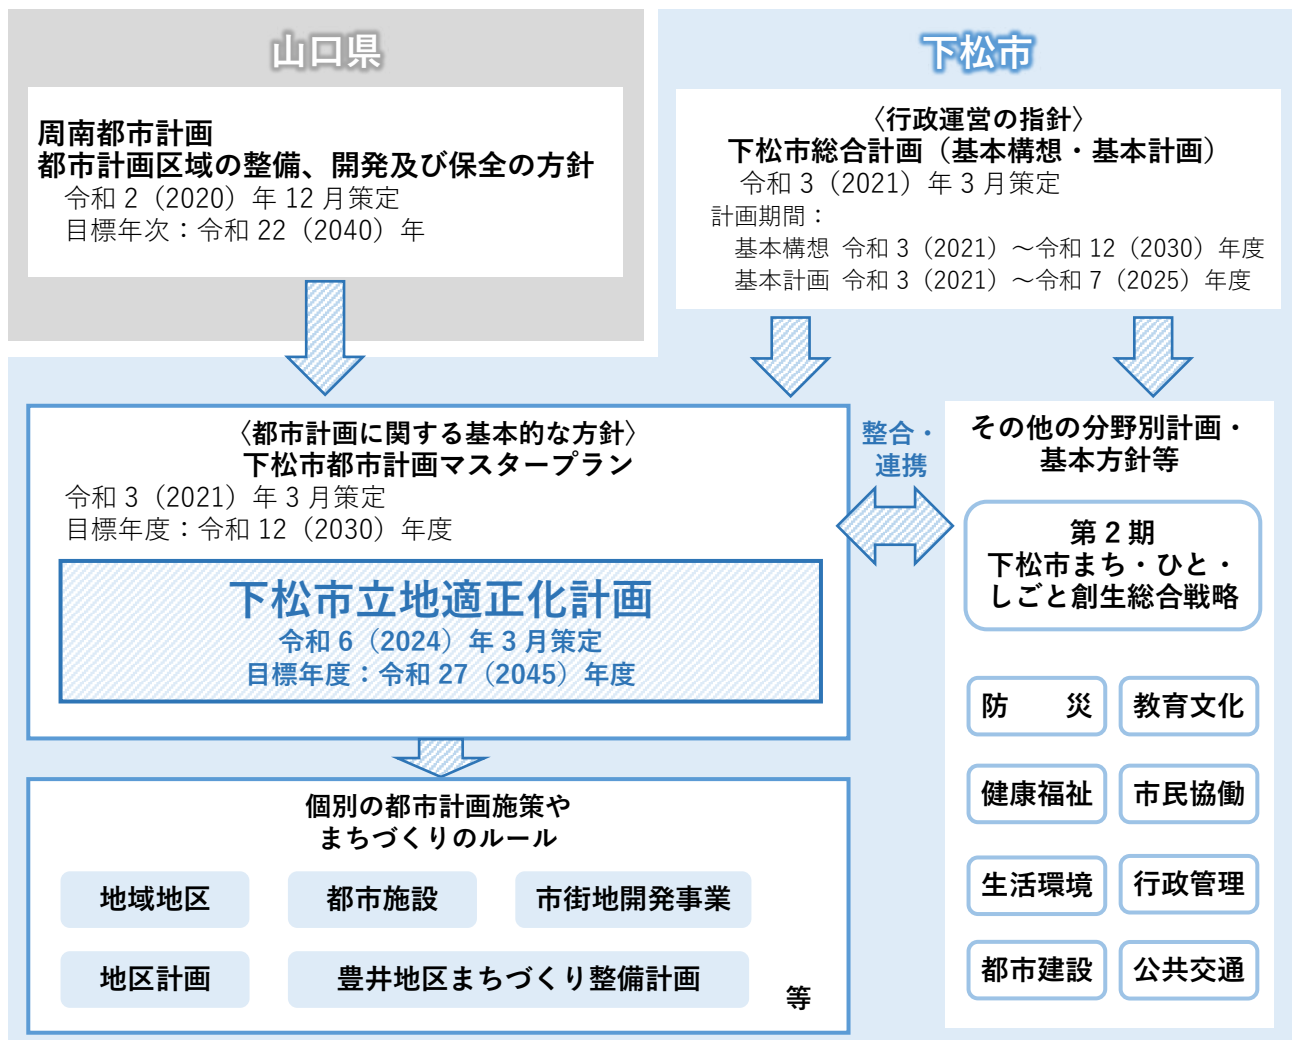 山口県
周南都市計画
都市計画区域の整備、開発及び保全の方針
令和 2（2020）年 12 月策定
目標年次：令和 22（2040）年
下松市
〈行政運営の指針〉
下松市総合計画（基本構想・基本計画）
令和 3（2021）年 3 月策定
計画期間：
基本構想 令和 3（2021）～令和 12（2030）年度
基本計画 令和 3（2021）～令和 7（2025）年度
〈都市計画に関する基本的な方針〉
下松市都市計画マスタープラン
令和 3（2021）年 3 月策定
目標年度：令和 12（2030）年度
下松市立地適正化計画
令和 6（2024）年 3 月策定
目標年度：令和 27（2045）年度
整合・
連携
その他の分野別計画・
基本方針等
第 2 期
下松市まち・ひと・
しごと創生総合戦略
防　　災
教育文化
健康福祉
市民協働
生活環境
行政管理
都市建設
公共交通
個別の都市計画施策や
まちづくりのルール
地域地区
都市施設
市街地開発事業
地区計画
豊井地区まちづくり整備計画
等